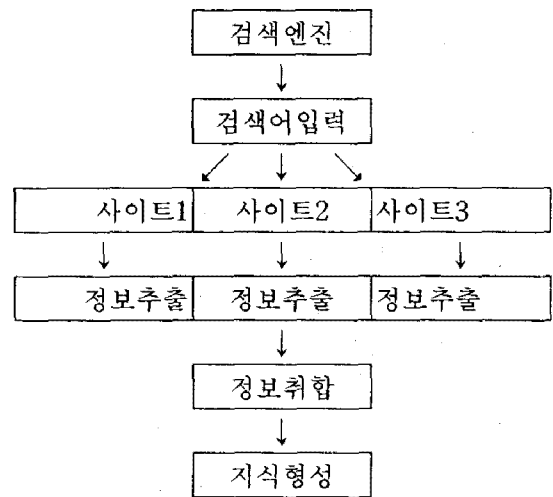 검색엔진
검색어입력
사이트1 사이트2 사이트3
정보추출 정보추출 정보추출
정보취합
지식형성